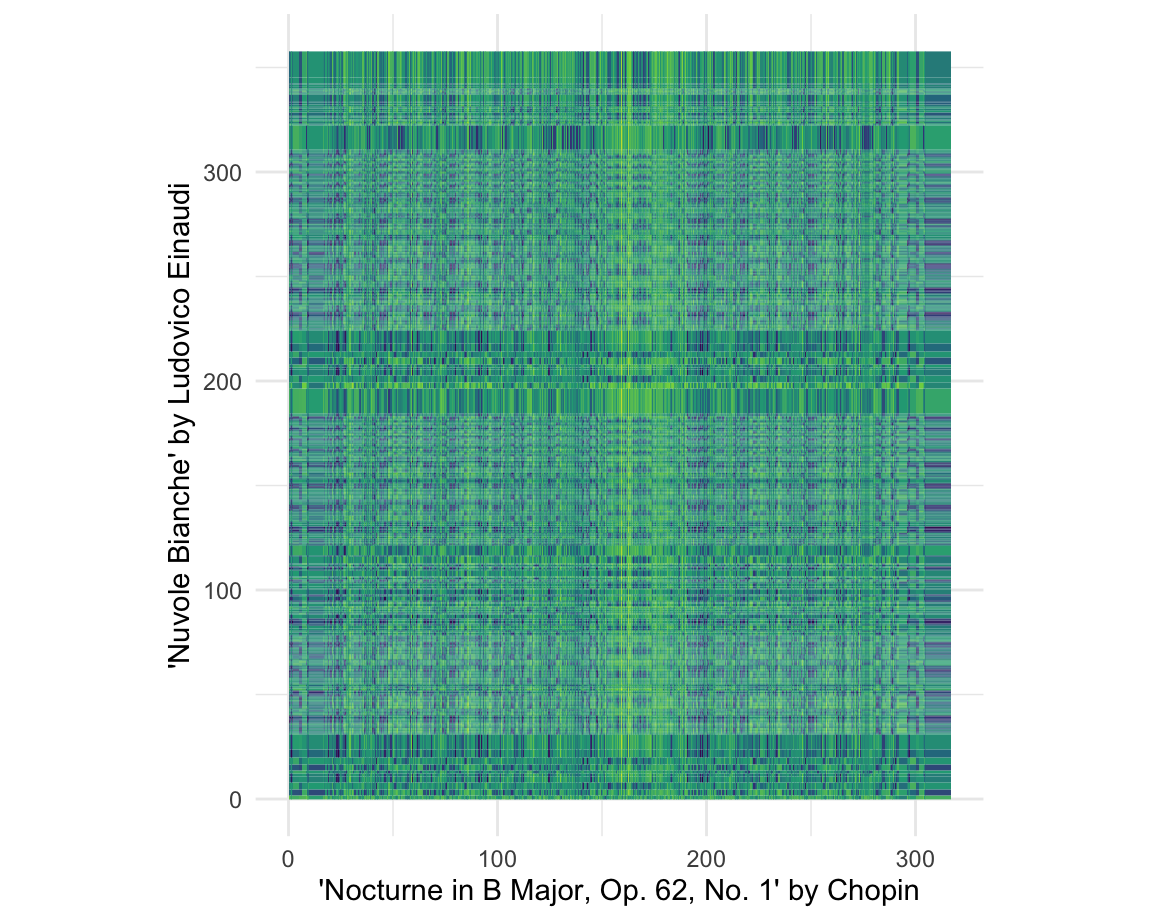 'Nuvole Bianche' by Ludovico Einaudi
300
200
100
0
0 100 200 300
'Nocturne in B Major, Op. 62, No. 1' by Chopin